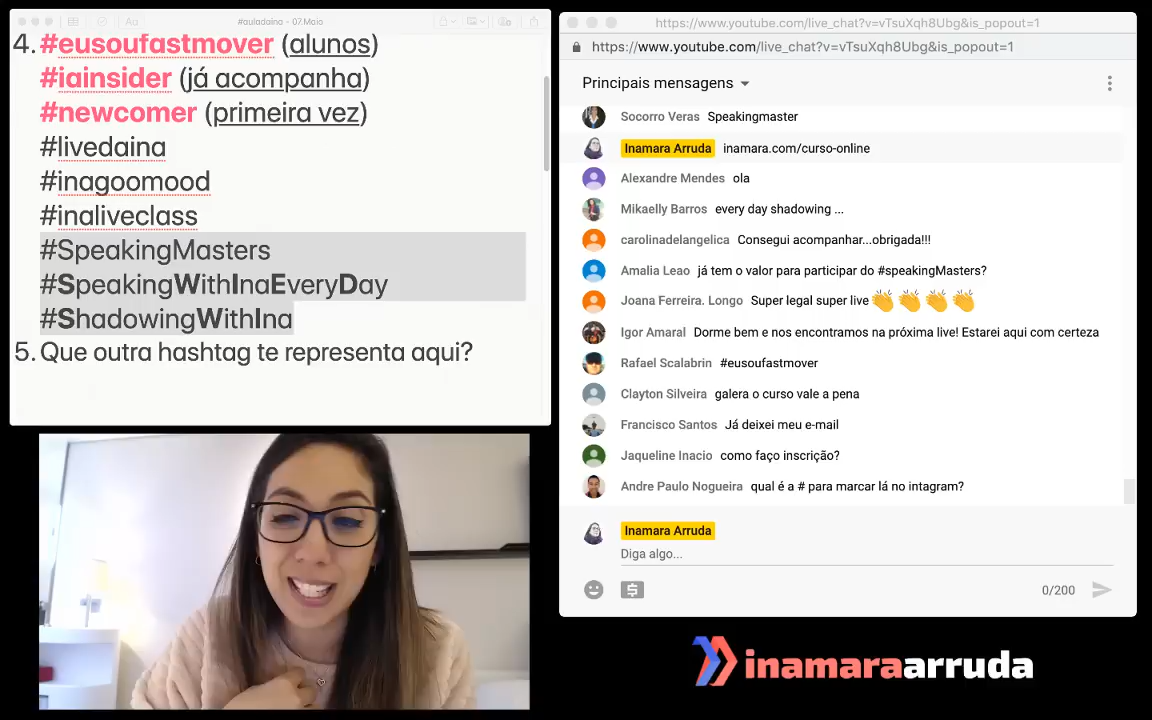 #auladaina - 07.Maio
4. #eusoufastmover (alunos)
#iainsider (já acompanha)
#newcomer (primeira vez)
#livedaina
#inagoomood
#inaliveclass
#SpeakingMasters
#SpeakingWithInaEveryDay
#ShadowingWithIna
5. Que outra hashtag te representa aqui?
https://www.youtube.com/live_chat?v=vTsuXqh8Ubg&is_popout=1
https://www.youtube.com/live_chat?v=vTsuXqh8Ubg&is_popout=1
Principais mensagens
Socorro Veras Speakingmaster
Inamara Arruda inamara.com/curso-online
Alexandre Mendes ola
Mikaelly Barros every day shadowing ...
carolinadelangelica Consegui acompanhar...obrigada!!!
Amalia Leao já tem o valor para participar do #speakingMasters?
Joana Ferreira. Longo Super legal super live 👏 👏 👏 👏
Igor Amaral Dorme bem e nos encontramos na próxima live! Estarei aqui com certeza
Rafael Scalabrin #eusoufastmover
Clayton Silveira galera o curso vale a pena
Francisco Santos Já deixei meu e-mail
Jaqueline Inacio como faço inscrição?
Andre Paulo Nogueira qual é a # para marcar lá no intagram?
Inamara Arruda
Diga algo...
0/200
inamaraarruda